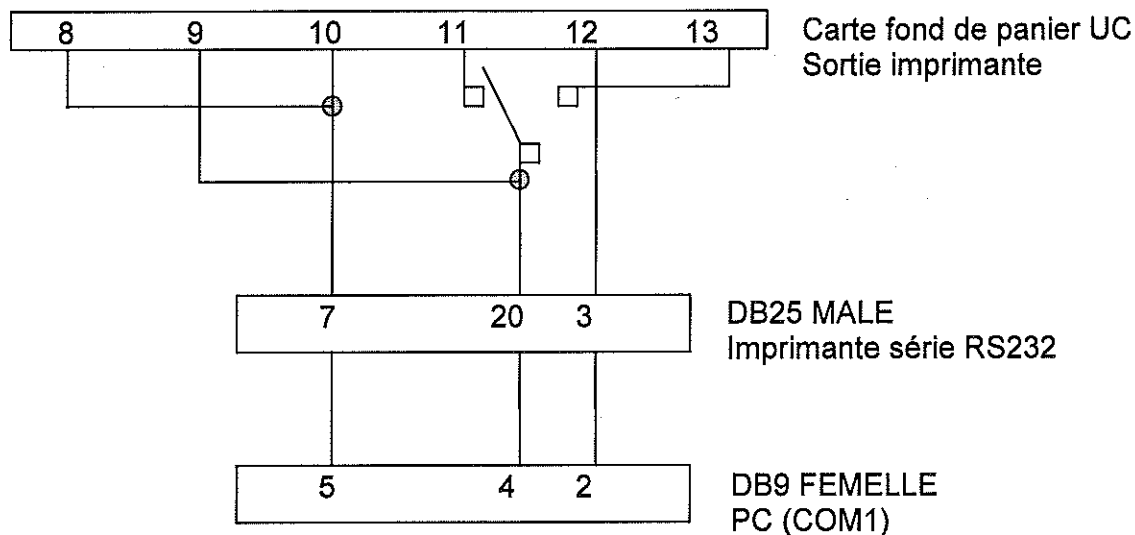 8 9 10 11 12 13
Carte fond de panier UC
Sortie imprimante
7 20 3
DB25 MALE
Imprimante série RS232
5 4 2
DB9 FEMELLE
PC (COM1)